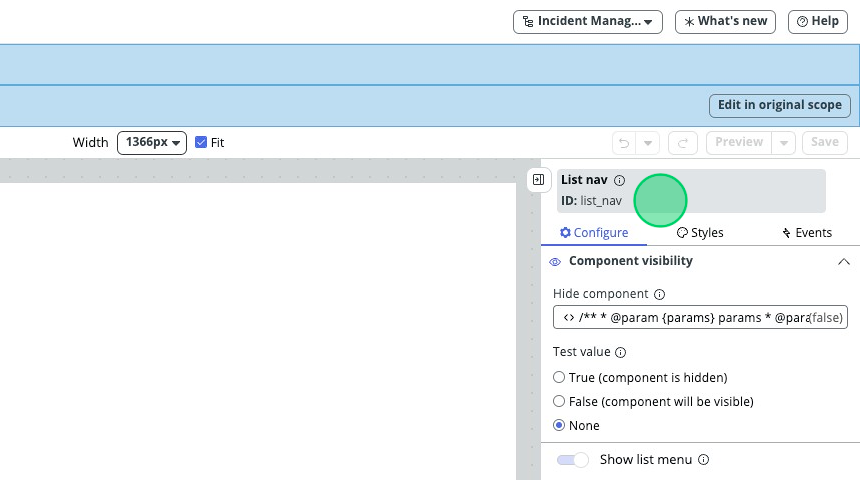 Incident Manag...
What's new
Help
Edit in original scope
Width
1366px
Fit
Preview
Save
List nav
ID: list_nav
Configure
Styles
Events
Component visibility
Hide component
/** * @param {params} params * @para(false)
Test value
True (component is hidden)
False (component will be visible)
None
Show list menu